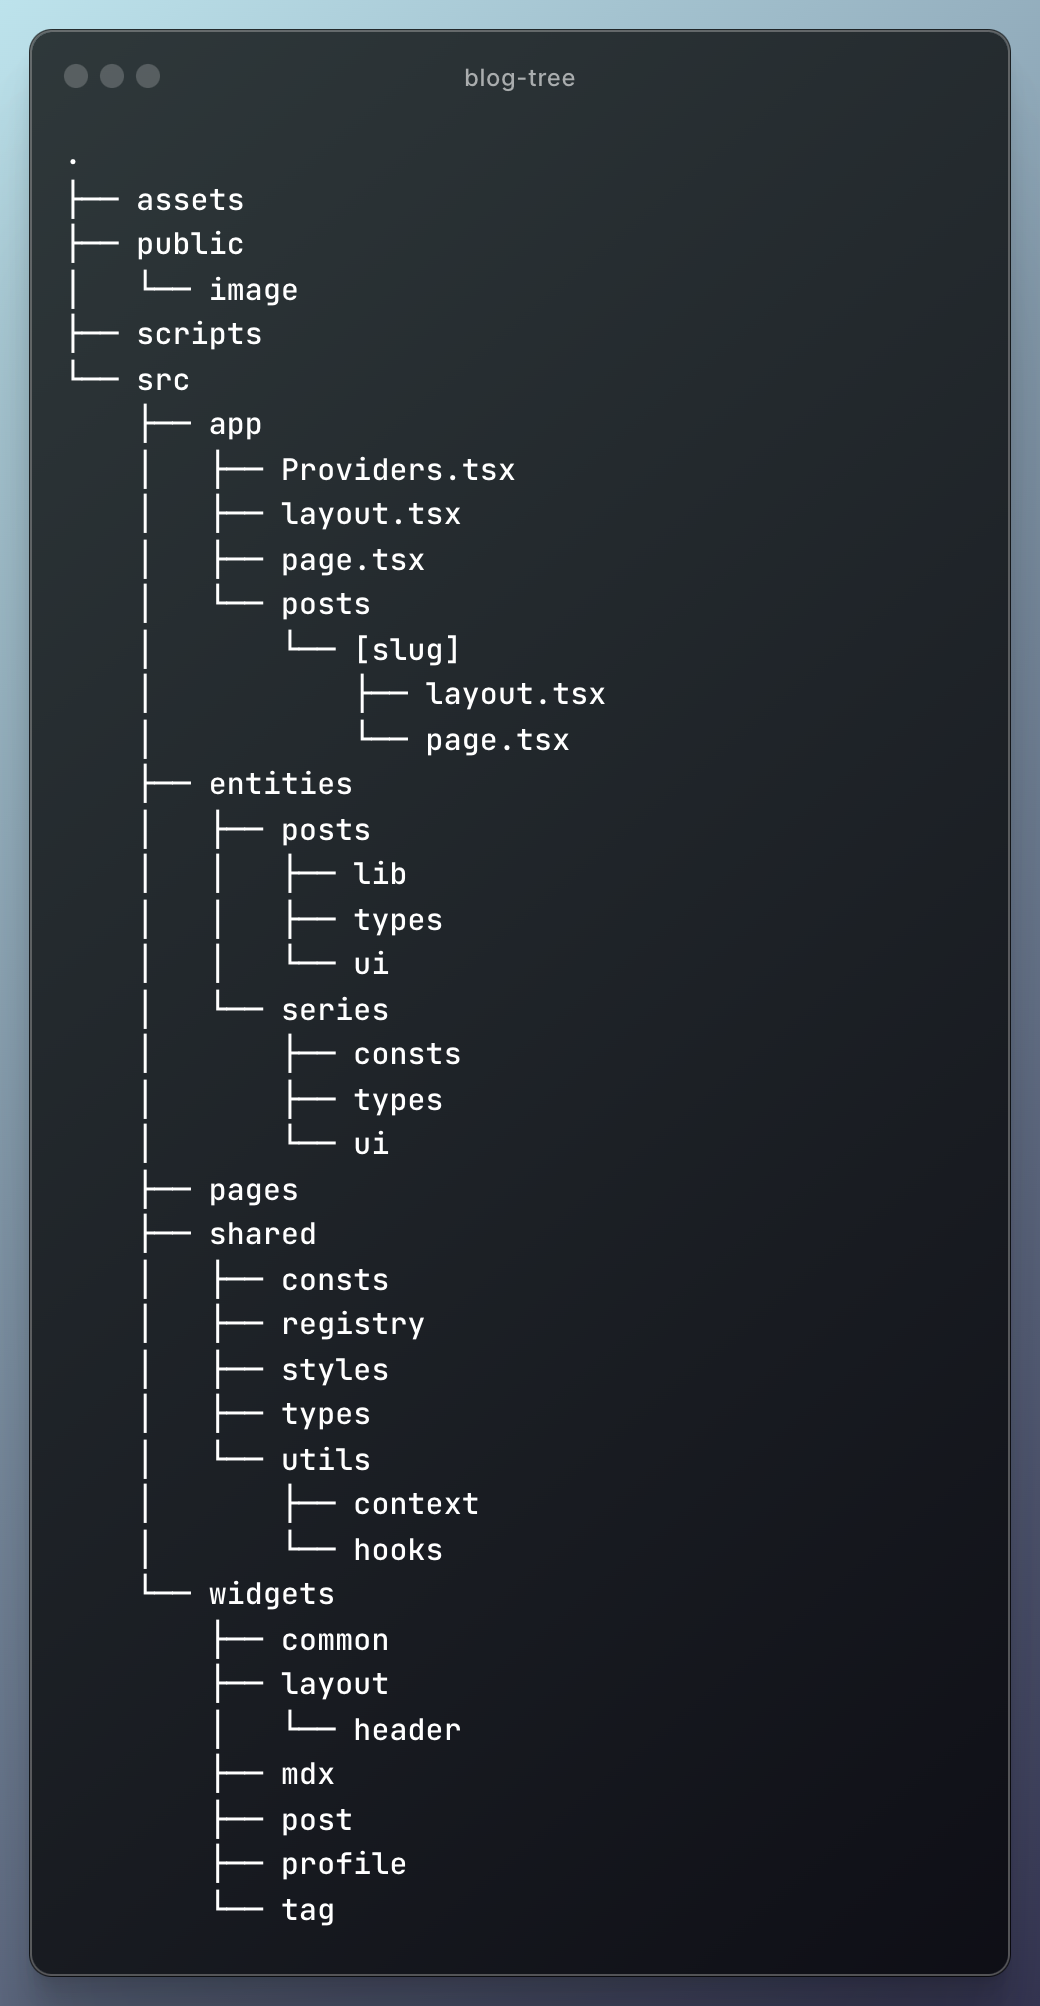 blog-tree
.
├── assets
├── public
│   └── image
├── scripts
└── src
    ├── app
    │   ├── Providers.tsx
    │   ├── layout.tsx
    │   ├── page.tsx
    │   └── posts
    │       └── [slug]
    │           ├── layout.tsx
    │           └── page.tsx
    ├── entities
    │   ├── posts
    │   │   ├── lib
    │   │   ├── types
    │   │   └── ui
    │   └── series
    │       ├── consts
    │       ├── types
    │       └── ui
    ├── pages
    ├── shared
    │   ├── consts
    │   ├── registry
    │   ├── styles
    │   ├── types
    │   └── utils
    │       ├── context
    │       └── hooks
    └── widgets
        ├── common
        ├── layout
        │   └── header
        ├── mdx
        ├── post
        ├── profile
        └── tag